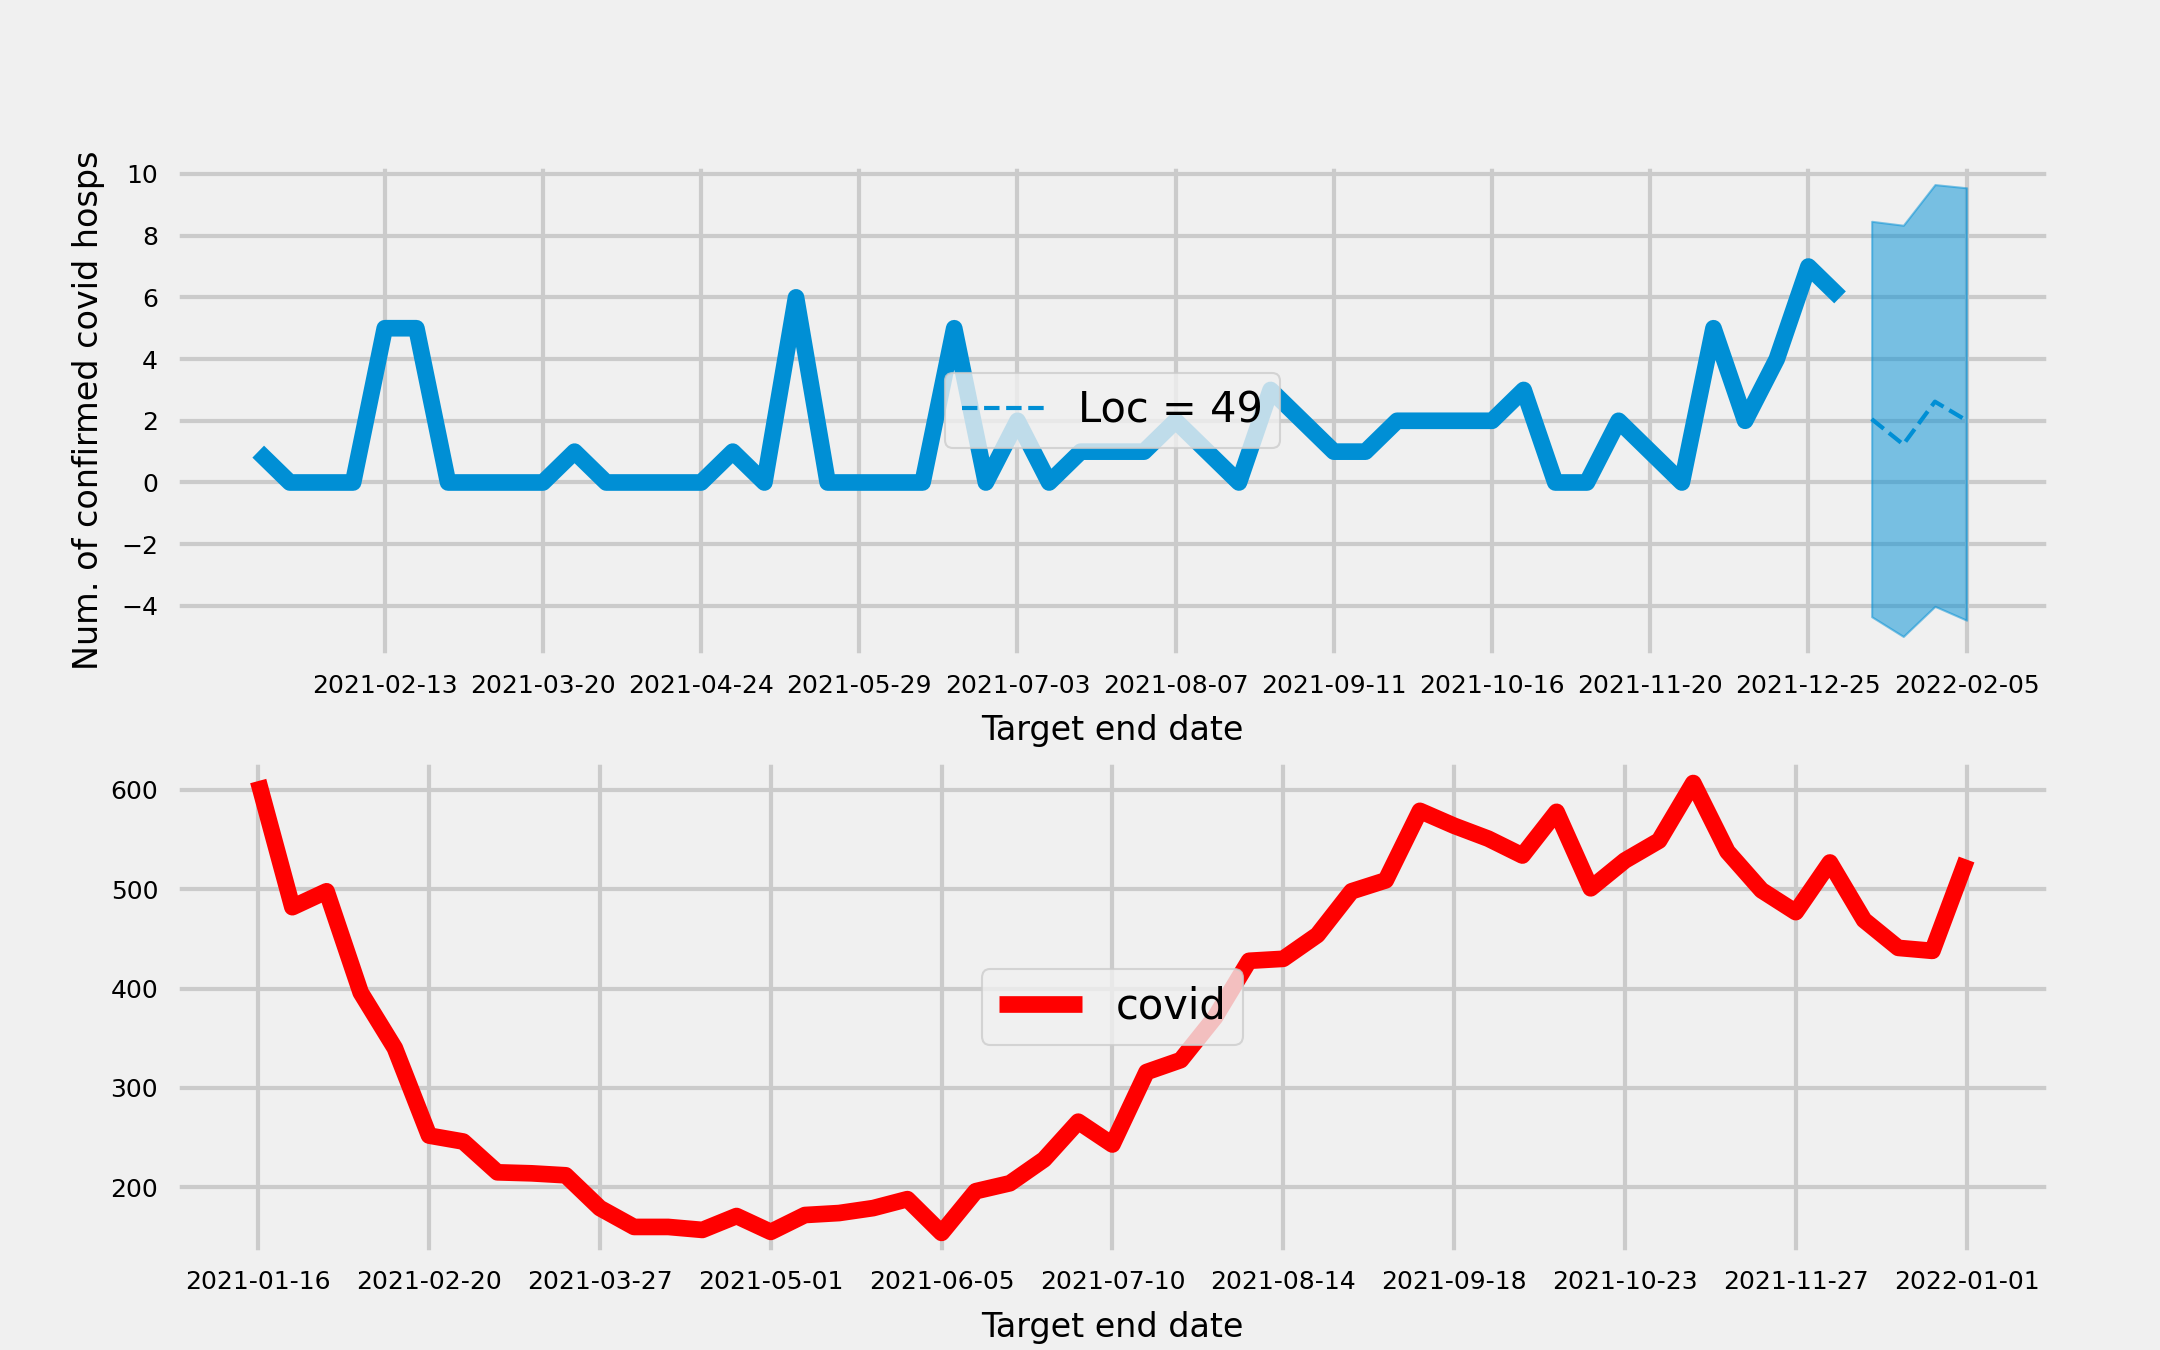 Num. of confirmed covid hosps
10
8
6
4
2
0
−2
−4
Loc = 49
2021-02-13 2021-03-20 2021-04-24 2021-05-29 2021-07-03 2021-08-07 2021-09-11 2021-10-16 2021-11-20 2021-12-25 2022-02-05
Target end date
600
500
400
300
200
covid
2021-01-16 2021-02-20 2021-03-27 2021-05-01 2021-06-05 2021-07-10 2021-08-14 2021-09-18 2021-10-23 2021-11-27 2022-01-01
Target end date